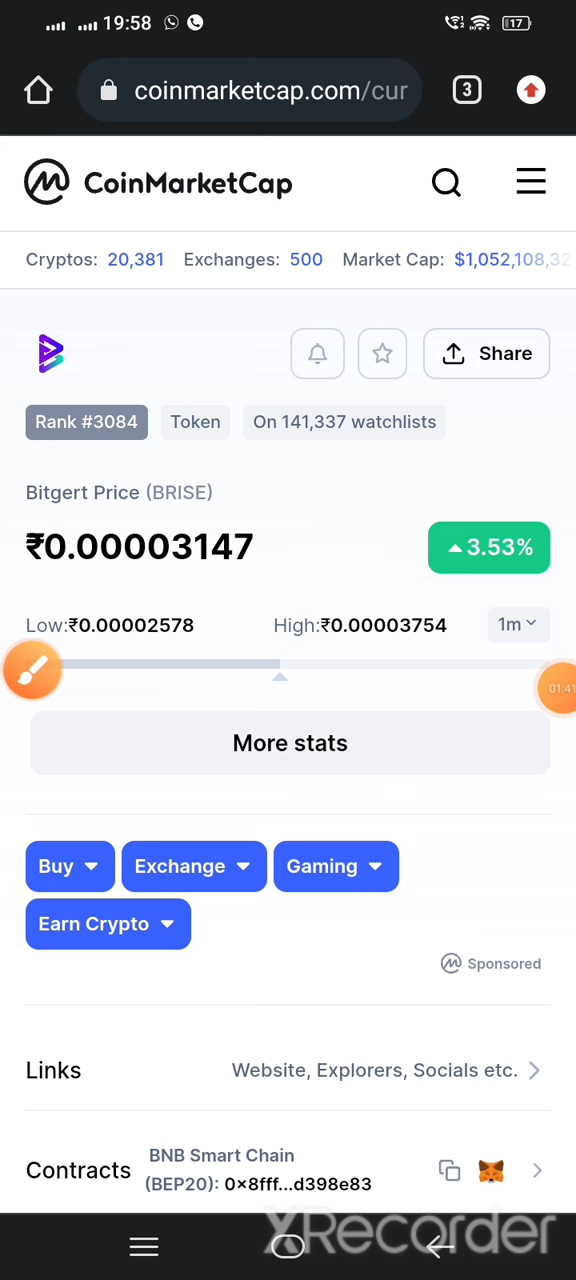 19:58
17
coinmarketcap.com/cur
3
CoinMarketCap
Cryptos: 20,381 Exchanges: 500 Market Cap: $1,052,108,32
Share
Rank #3084 Token On 141,337 watchlists
Bitgert Price (BRISE)
₹0.00003147
3.53%
Low:₹0.00002578 High:₹0.00003754 1m
01:41
More stats
Buy Exchange Gaming
Earn Crypto
Sponsored
Links Website, Explorers, Socials etc.
BNB Smart Chain
Contracts (BEP20): 0x8fff...d398e83
XRecorder